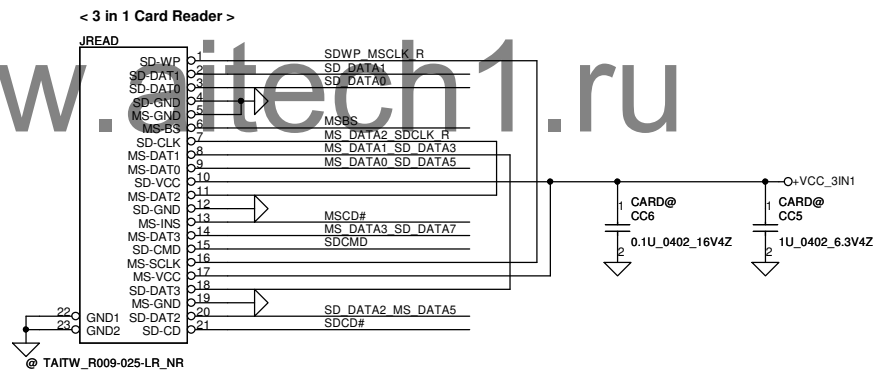 < 3 in 1 Card Reader >
JREAD
SD-WP 1 SDWP_MSCLK_R
SD-DAT1 2 SD_DATA1
SD-DAT0 3 SD_DATA0
SD-GND 4
MS-GND 5
MS-BS 6 MSBS
SD-CLK 7 MS_DATA2_SDCLK_R
MS-DAT1 8 MS_DATA1_SD_DATA3
MS-DAT0 9 MS_DATA0_SD_DATA5
SD-VCC 10 +VCC_3IN1
MS-DAT2 11
SD-GND 12
MS-INS 13 MSCD#
MS-DAT3 14 MS_DATA3_SD_DATA7
SD-CMD 15 SDCMD
MS-SCLK 16
MS-VCC 17
SD-DAT3 18
MS-GND 19
22 GND1 SD-DAT2 20 SD_DATA2_MS_DATA5
23 GND2 SD-CD 21 SDCD#
@ TAITW_R009-025-LR_NR
1 CARD@
CC6
0.1U_0402_16V4Z
2
1 CARD@
CC5
1U_0402_6.3V4Z
2
w.aitech1.ru